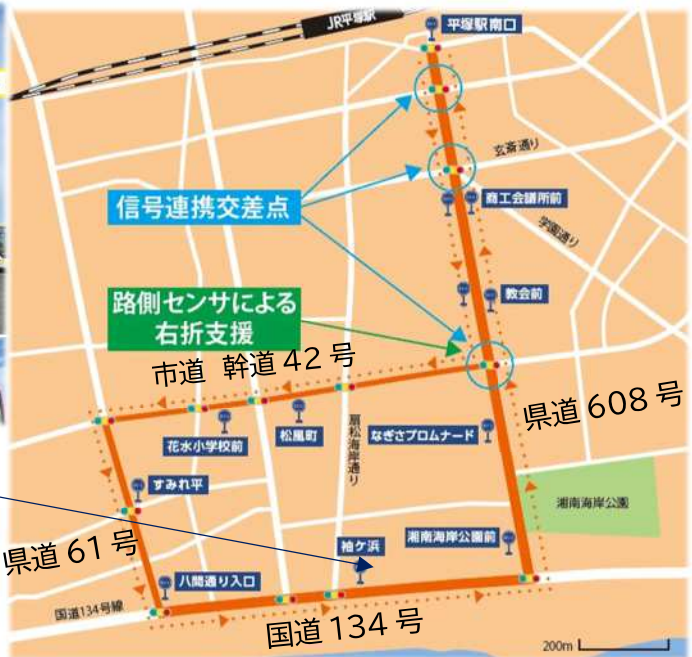 JR平塚駅
平塚駅南口
玄斎通り
信号連携交差点
商工会議所前
学園通り
路側センサによる
右折支援
教会前
市道 幹道42号
県道608号
花水小学校前
松風町
扇松海岸通り
なぎさプロムナード
すみれ平
湘南海岸公園
県道61号
袖ケ浜
湘南海岸公園前
八間通り入口
国道134号線
国道134号
200m